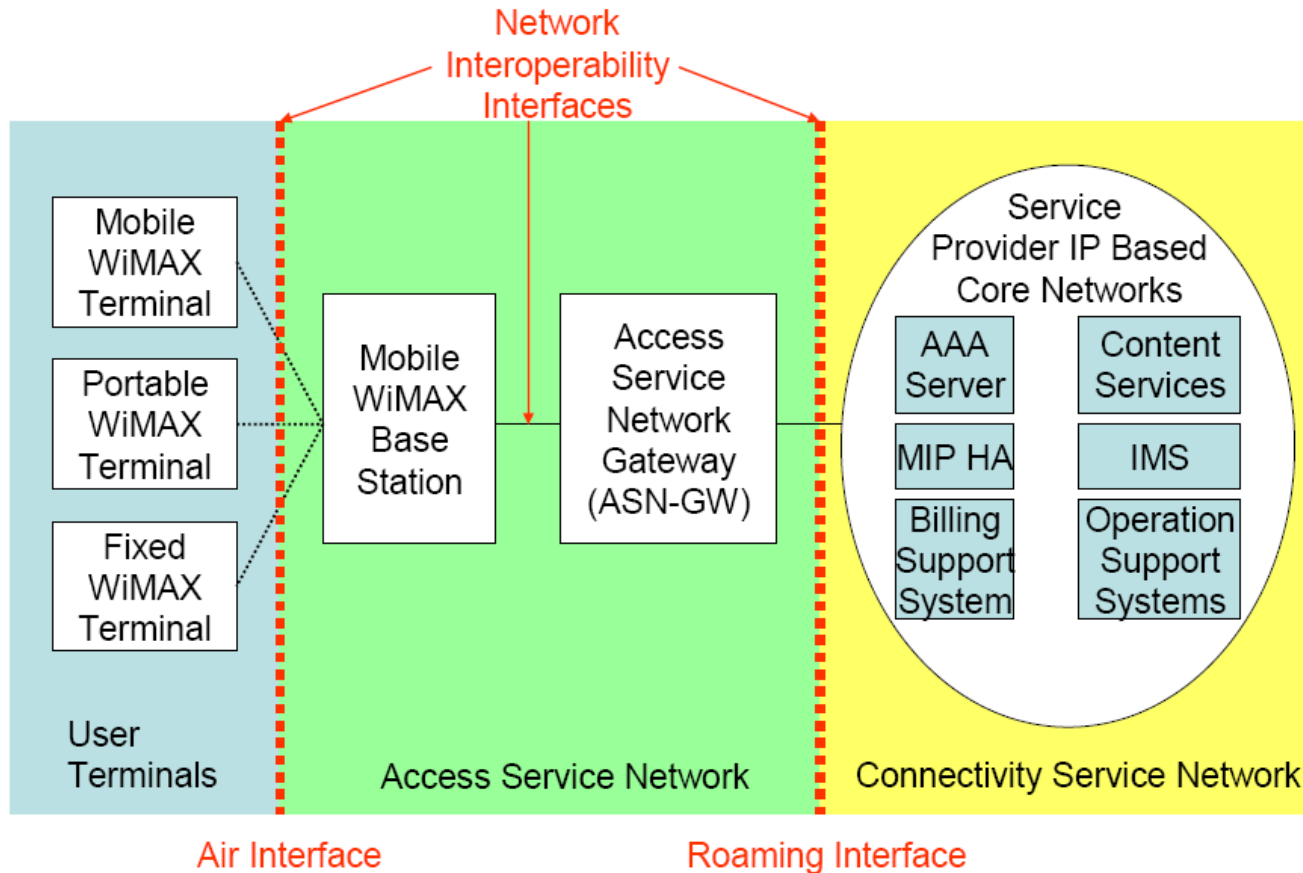 Network
Interoperability
Interfaces
Mobile
WiMAX
Terminal
Portable
WiMAX
Terminal
Fixed
WiMAX
Terminal
User
Terminals
Mobile
WiMAX
Base
Station
Access
Service
Network
Gateway
(ASN-GW)
Access Service Network
Service
Provider IP Based
Core Networks
AAA
Server
Content
Services
MIP HA
IMS
Billing
Support
System
Operation
Support
Systems
Connectivity Service Network
Air Interface
Roaming Interface